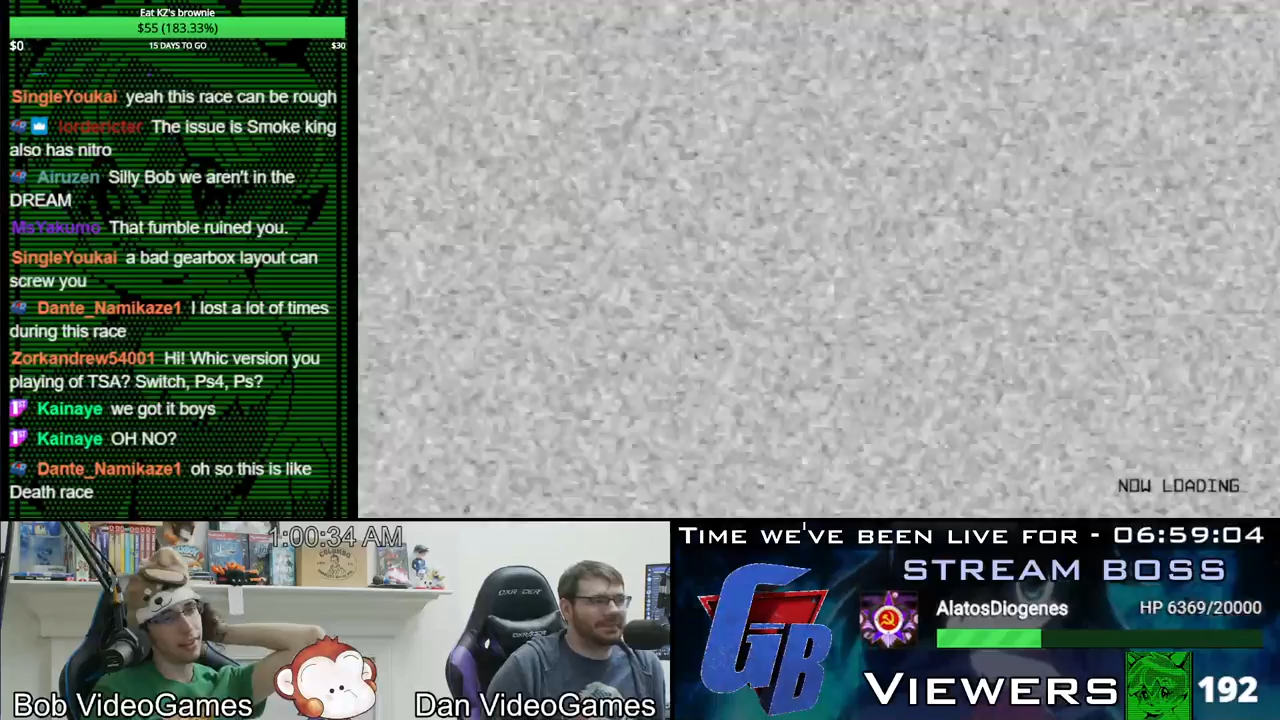 Eat KZ's brownie
$55 (183.33%)
$0 15 DAYS TO GO $30
SingleYoukai yeah this race can be rough
lordericter The issue is Smoke king
also has nitro
Airuzen Silly Bob we aren't in the
DREAM
MsYakumo That fumble ruined you.
SingleYoukai a bad gearbox layout can
screw you
Dante_Namikaze1 I lost a lot of times
during this race
Zorkandrew54001 Hi! Whic version you
playing of TSA? Switch, Ps4, Ps?
Kainaye we got it boys
Kainaye OH NO?
Dante_Namikaze1 oh so this is like
Death race
NOW LOADING
1:00:34 AM
COLUMBO
DXRACER
Bob VideoGames
Dan VideoGames
TIME WE'VE BEEN LIVE FOR - 06:59:04
STREAM BOSS
AlatosDiogenes HP 6369/20000
GGB
VIEWERS 192